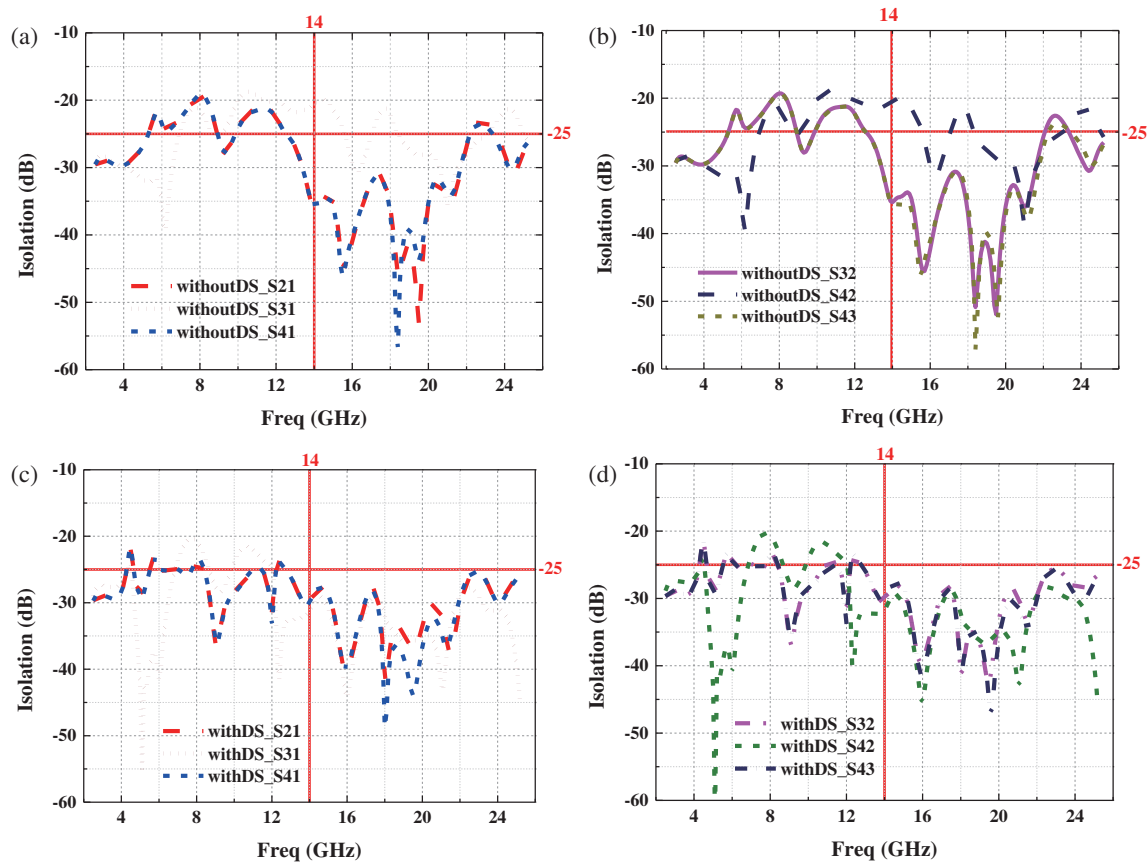 (a)
14
-10
-20
-25
-30
-40
-50
-60
Isolation (dB)
withoutDS_S21
withoutDS_S31
withoutDS_S41
4 8 12 16 20 24
Freq (GHz)
(b)
14
-10
-20
-25
-30
-40
-50
-60
Isolation (dB)
withoutDS_S32
withoutDS_S42
withoutDS_S43
4 8 12 16 20 24
Freq (GHz)
(c)
14
-10
-20
-25
-30
-40
-50
-60
Isolation (dB)
withDS_S21
withDS_S31
withDS_S41
4 8 12 14 16 20 24
Freq (GHz)
(d)
14
-10
-20
-25
-30
-40
-50
-60
Isolation (dB)
withDS_S32
withDS_S42
withDS_S43
4 8 12 14 16 20 24
Freq (GHz)